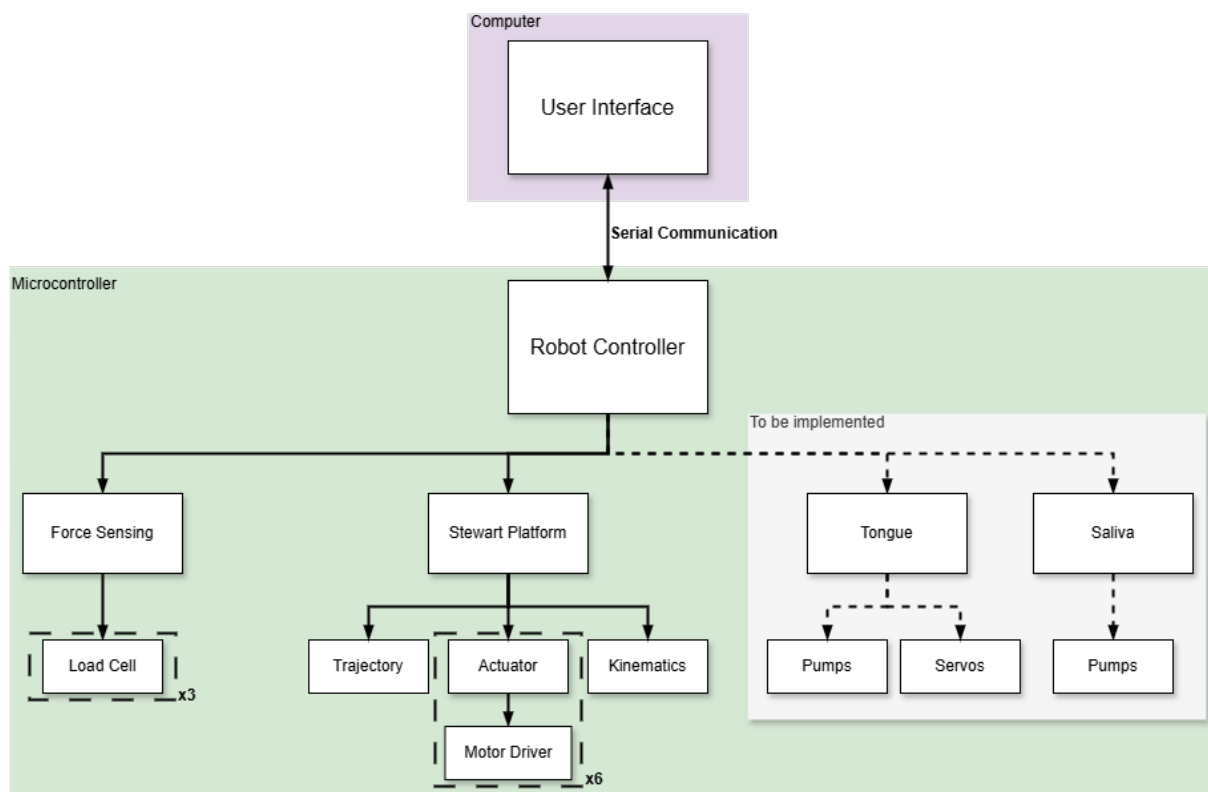 Computer
User Interface
Serial Communication
Microcontroller
Robot Controller
To be implemented
Force Sensing
Stewart Platform
Tongue
Saliva
Load Cell
x3
Trajectory
Actuator
Kinematics
Pumps
Servos
Pumps
Motor Driver
x6